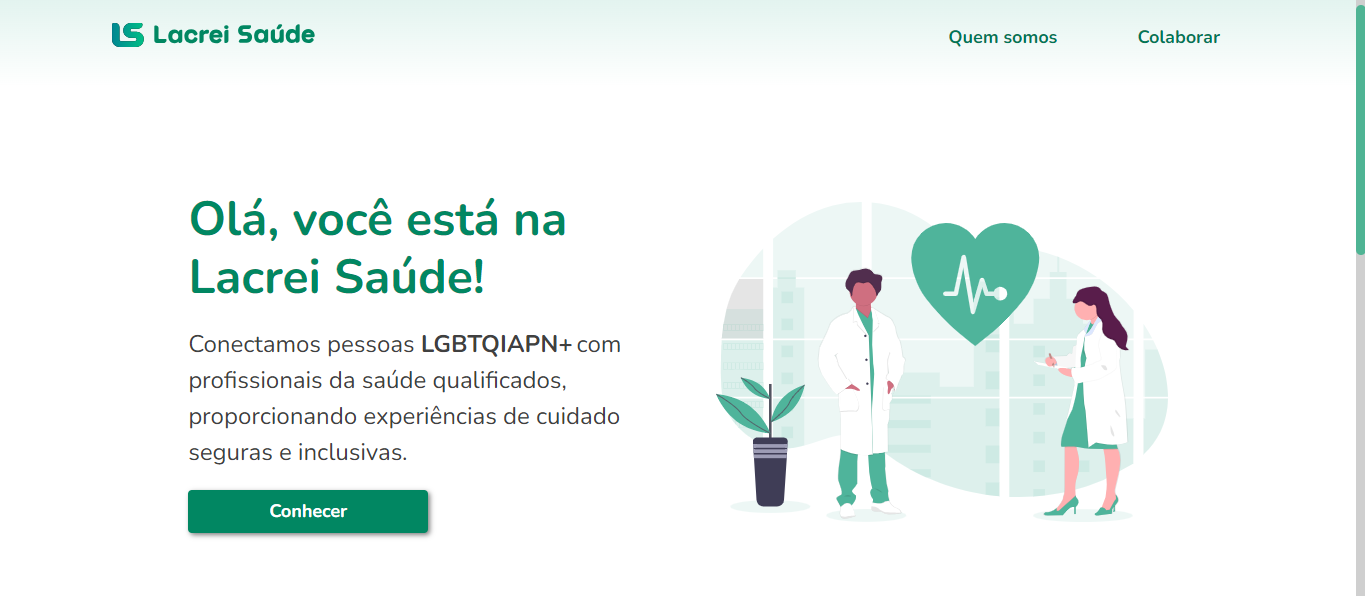 LS Lacrei Saúde
Quem somos
Colaborar
Olá, você está na
Lacrei Saúde!
Conectamos pessoas LGBTQIAPN+ com
profissionais da saúde qualificados,
proporcionando experiências de cuidado
seguras e inclusivas.
Conhecer